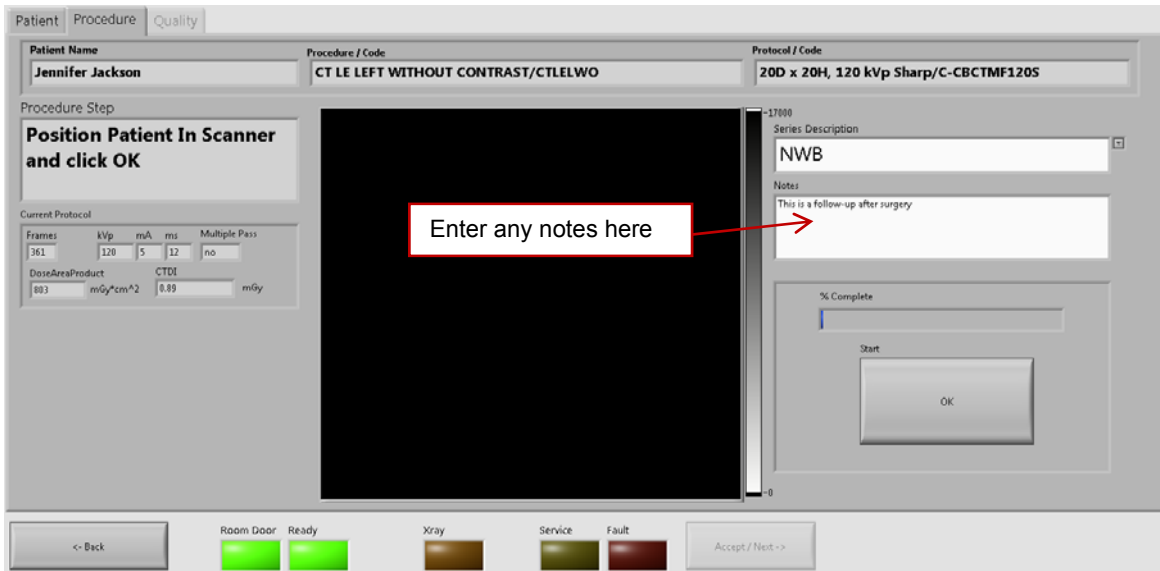 Patient Procedure Quality
Patient Name Procedure / Code Protocol / Code
Jennifer Jackson CT LE LEFT WITHOUT CONTRAST/CTLELWO 20D x 20H, 120 kVp Sharp/C-CBCTMF120S
Procedure Step
Position Patient In Scanner
and click OK
Current Protocol
Frames kVp mA ms Multiple Pass
361 120 5 12 no
DoseAreaProduct CTDI
803 mGy*cm^2 0.89 mGy
Enter any notes here
-17000
-0
Series Description
NWB
Notes
This is a follow-up after surgery
% Complete
Start
OK
Room Door Ready Xray Service Fault
<- Back Accept / Next ->